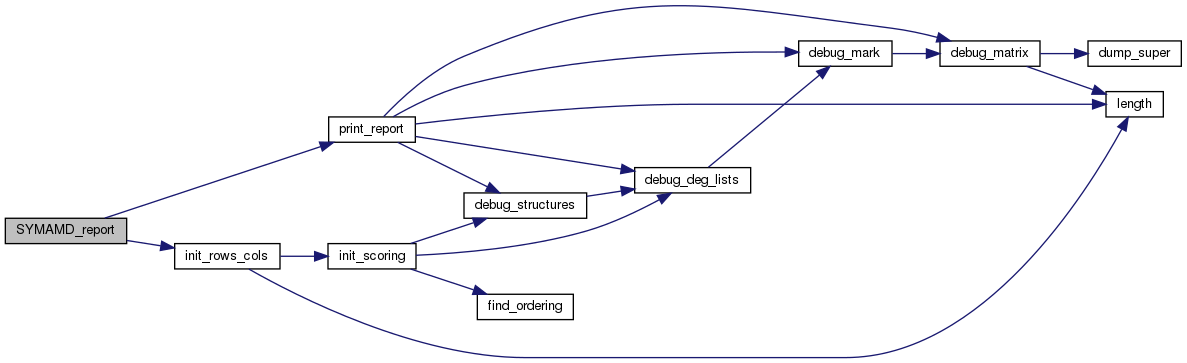 debug_mark
debug_matrix
dump_super
length
print_report
debug_deg_lists
debug_structures
SYMAMD_report
init_rows_cols
init_scoring
find_ordering